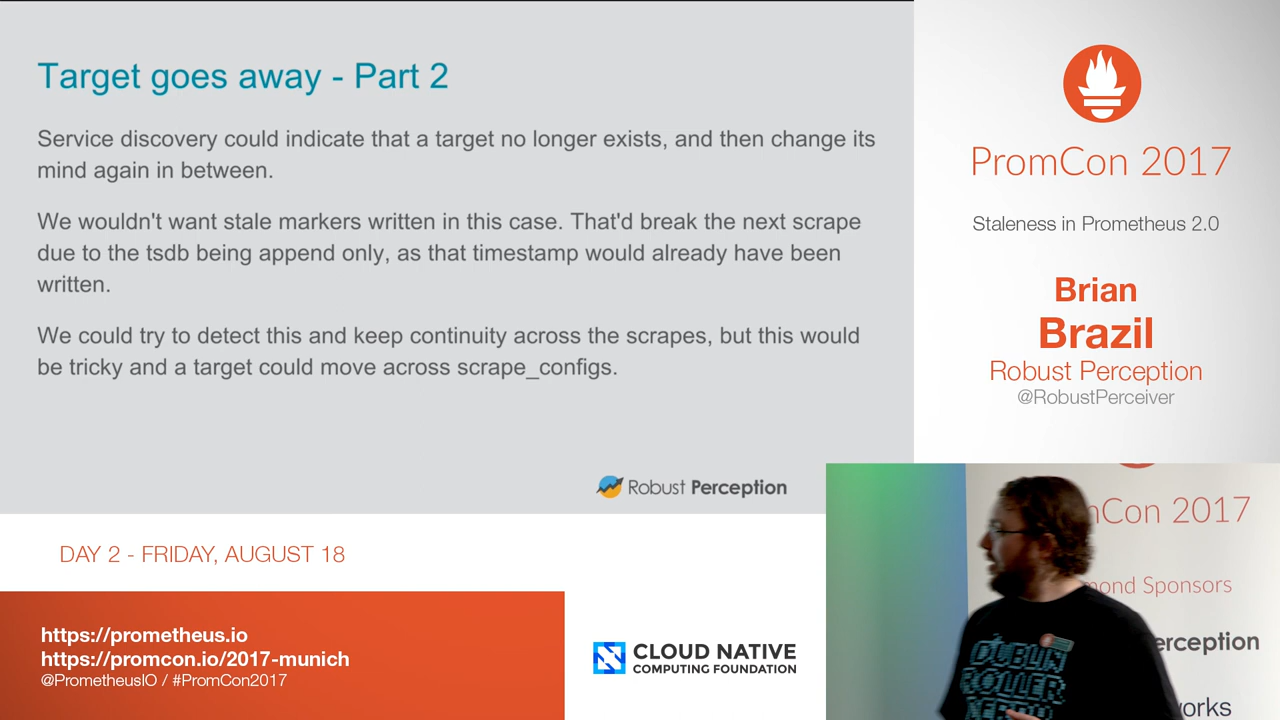 Target goes away - Part 2
Service discovery could indicate that a target no longer exists, and then change its
mind again in between.
We wouldn't want stale markers written in this case. That'd break the next scrape
due to the tsdb being append only, as that timestamp would already have been
written.
We could try to detect this and keep continuity across the scrapes, but this would
be tricky and a target could move across scrape_configs.
Robust Perception
PromCon 2017
Staleness in Prometheus 2.0
Brian
Brazil
Robust Perception
@RobustPerceiver
DAY 2 - FRIDAY, AUGUST 18
https://prometheus.io
https://promcon.io/2017-munich
@PrometheusIO / #PromCon2017
CLOUD NATIVE
COMPUTING FOUNDATION
mCon 2017
mond Sponsors
erception
works
DUBLIN
ROLLER